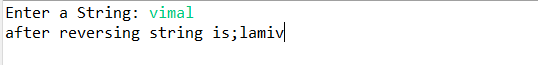 Enter a String: vimal
after reversing string is;lamiv